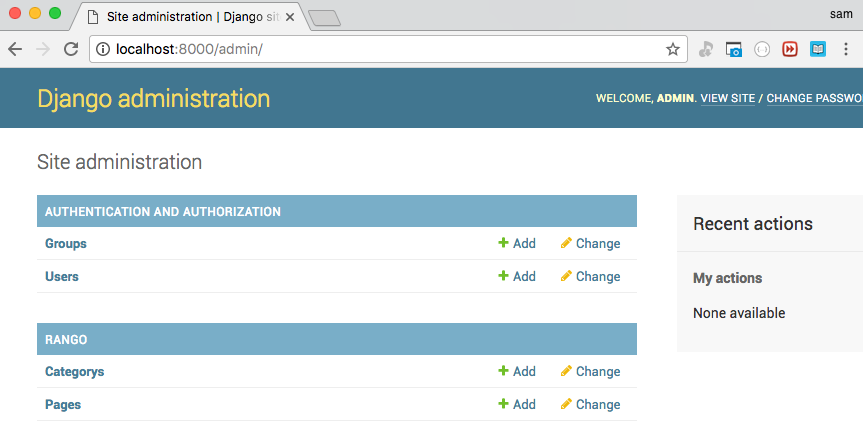 Site administration | Django sit
sam
localhost:8000/admin/
Django administration
WELCOME, ADMIN. VIEW SITE / CHANGE PASSWO
Site administration
AUTHENTICATION AND AUTHORIZATION
Groups Add Change
Users Add Change
RANGO
Categorys Add Change
Pages Add Change
Recent actions
My actions
None available